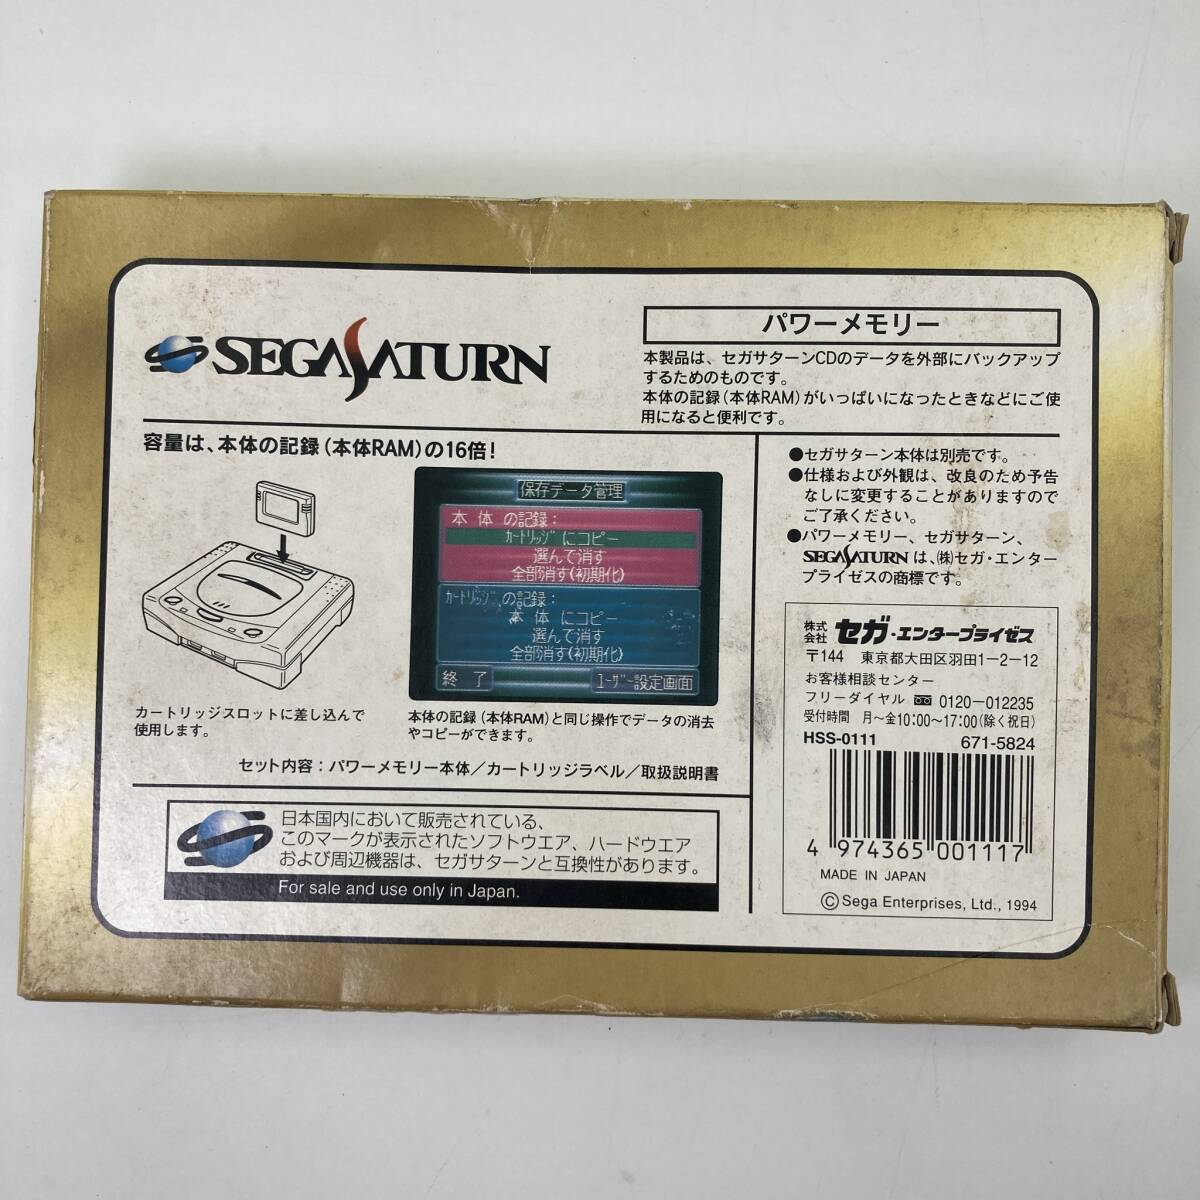 SEGA SATURN
パワーメモリー
本製品は、セガサターンCDのデータを外部にバックアップ
するためのものです。
本体の記録（本体RAM）がいっぱいになったときなどにご使
用になると便利です。
容量は、本体の記録（本体RAM）の16倍！
保存データ管理
本体の記録：
カートリッジにコピー
選んで消す
全部消す(初期化)
カートリッジの記録：
本体にコピー
選んで消す
全部消す(初期化)
終了
ユーザー設定画面
カートリッジスロットに差し込んで
使用します。
本体の記録（本体RAM）と同じ操作でデータの消去
やコピーができます。
セット内容：パワーメモリー本体／カートリッジラベル／取扱説明書
日本国内において販売されている、
このマークが表示されたソフトウエア、ハードウエア
および周辺機器は、セガサターンと互換性があります。
For sale and use only in Japan.
●セガサターン本体は別売です。
●仕様および外観は、改良のため予告
なしに変更することがありますので
ご了承ください。
●パワーメモリー、セガサターン、
SEGA SATURN は、㈱セガ・エンター
プライゼスの商標です。
株式会社 セガ・エンタープライゼス
〒144 東京都大田区羽田1－2－12
お客様相談センター
フリーダイヤル 0120－012235
受付時間 月～金10:00～17:00(除く祝日)
HSS-0111 671-5824
4 974365 001117
MADE IN JAPAN
©Sega Enterprises, Ltd., 1994